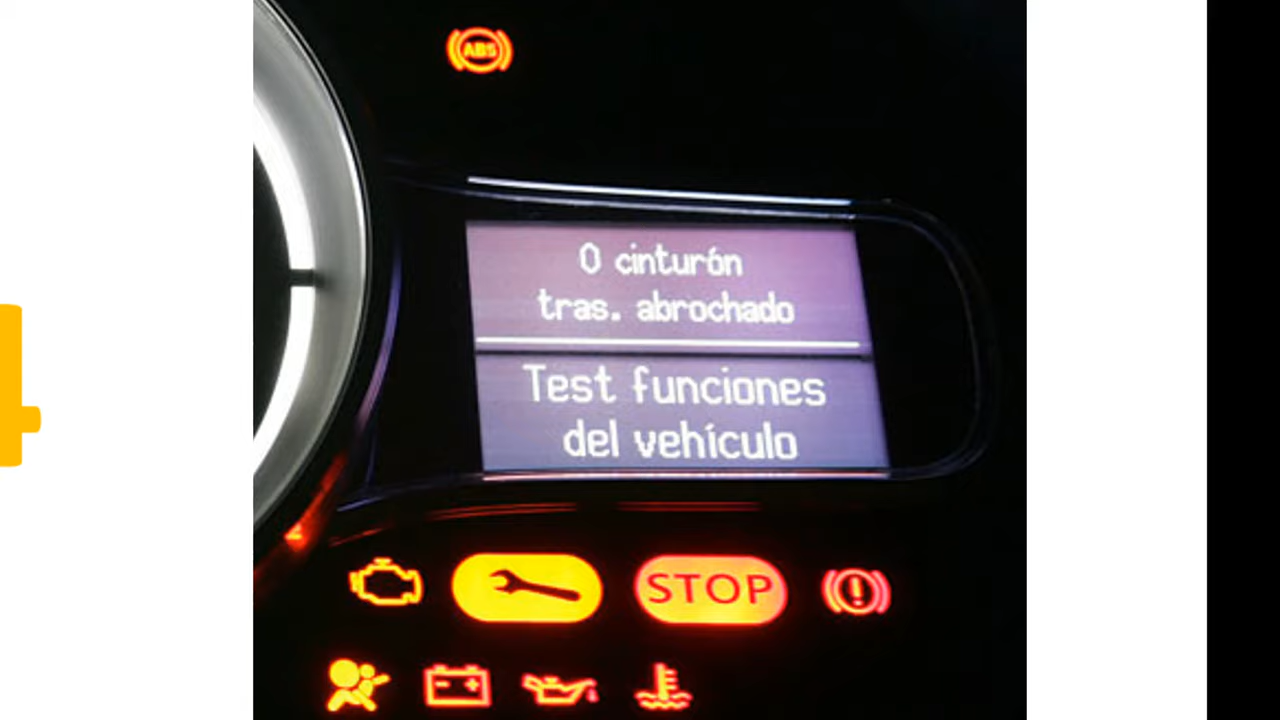 ABS
0 cinturón
tras. abrochado
Test funciones
del vehículo
STOP